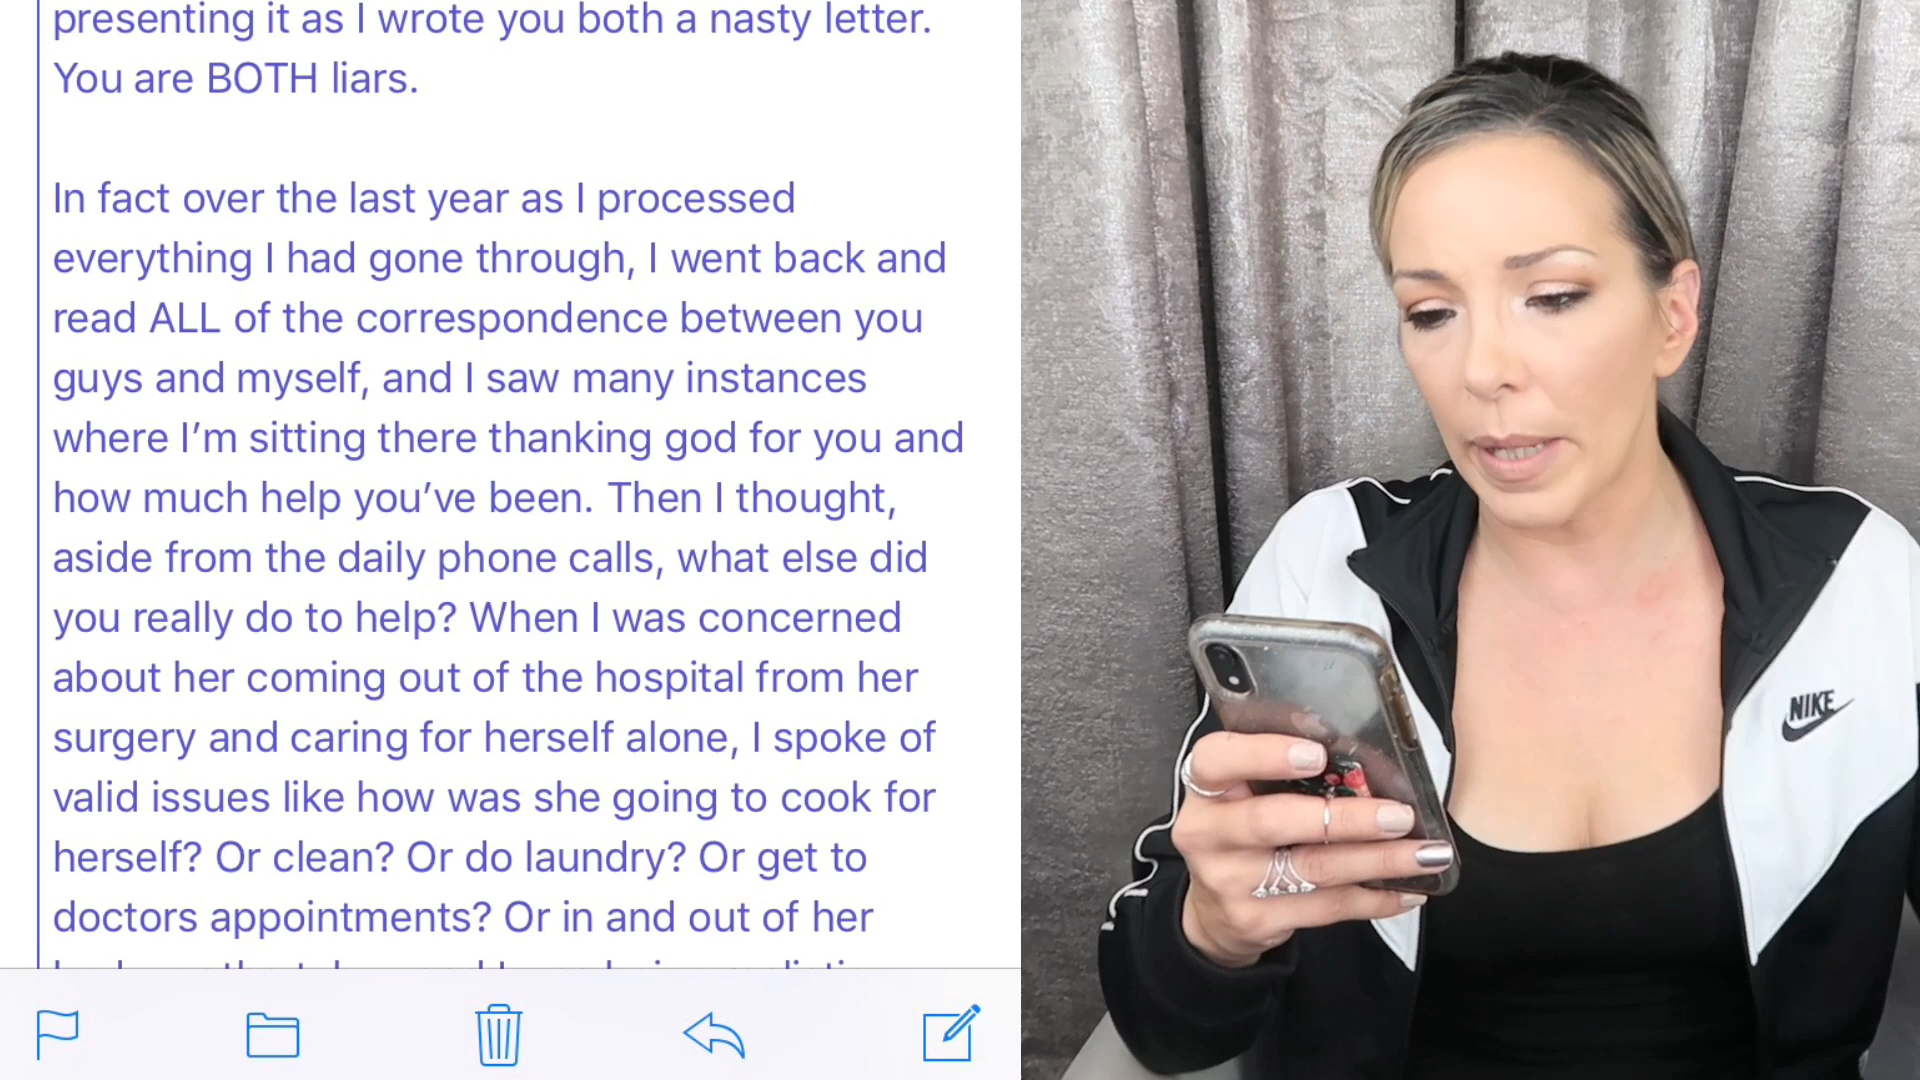 presenting it as I wrote you both a nasty letter.
You are BOTH liars.
In fact over the last year as I processed
everything I had gone through, I went back and
read ALL of the correspondence between you
guys and myself, and I saw many instances
where I’m sitting there thanking god for you and
how much help you’ve been. Then I thought,
aside from the daily phone calls, what else did
you really do to help? When I was concerned
about her coming out of the hospital from her
surgery and caring for herself alone, I spoke of
valid issues like how was she going to cook for
herself? Or clean? Or do laundry? Or get to
doctors appointments? Or in and out of her
NIKE